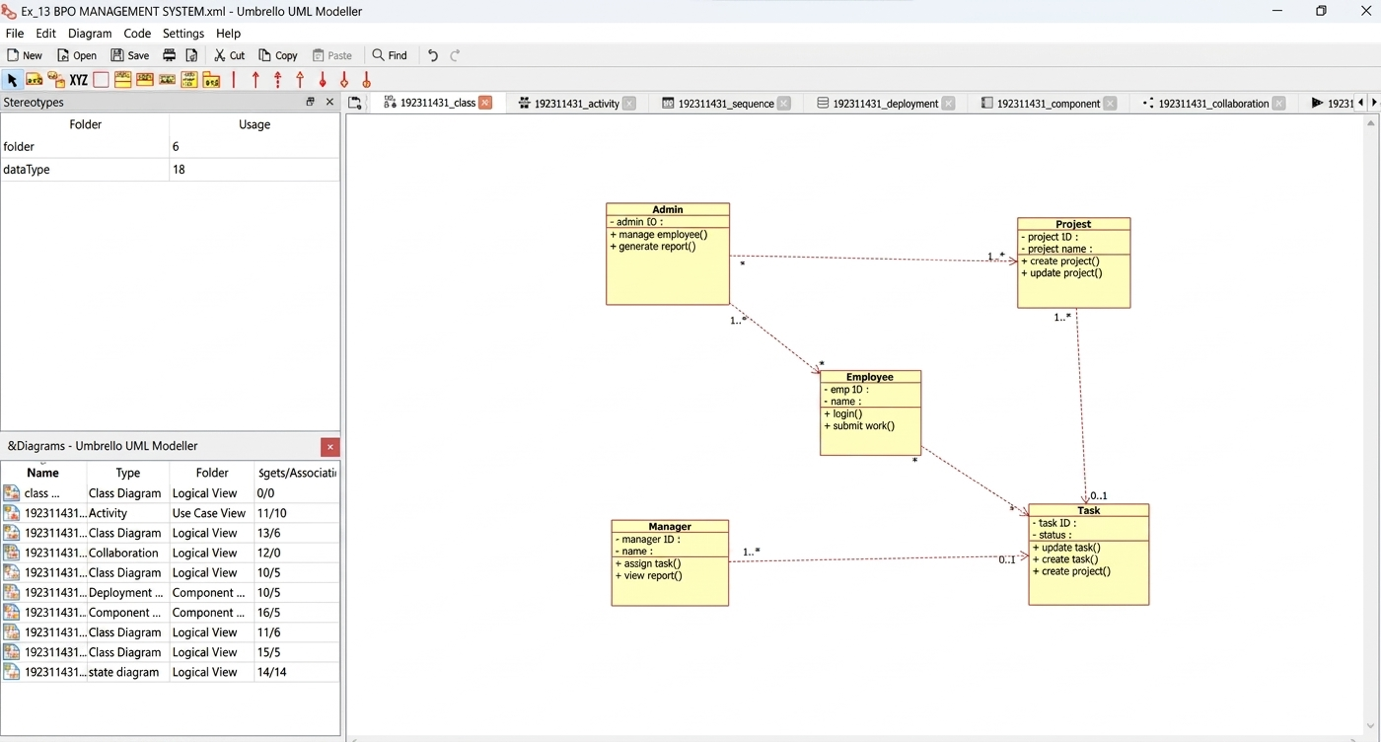 Ex_13 BPO MANAGEMENT SYSTEM.xml - Umbrello UML Modeller
File Edit Diagram Code Settings Help
New Open Save Cut Copy Paste Find
XYZ
Stereotypes
192311431_class 192311431_activity 192311431_sequence 192311431_deployment 192311431_component 192311431_collaboration 19231
Folder Usage
folder 6
dataType 18
Admin
- admin ID :
+ manage employee()
+ generate report()
*
1..*
Projest
- project ID :
- project name :
+ create project()
+ update project()
1..*
*
1..*
Employee
- emp ID :
- name :
+ login()
+ submit work()
*
*
0..1
Task
- task ID :
- status :
+ update task()
+ create task()
+ create project()
Manager
- manager ID :
- name :
+ assign task()
+ view report()
1..*
0..1
&Diagrams - Umbrello UML Modeller
Name Type Folder $gets/Associati
class ... Class Diagram Logical View 0/0
192311431... Activity Use Case View 11/10
192311431... Class Diagram Logical View 13/6
192311431... Collaboration Logical View 12/0
192311431... Class Diagram Logical View 10/5
192311431... Deployment ... Component ... 10/5
192311431... Component ... Component ... 16/5
192311431... Class Diagram Logical View 11/6
192311431... Class Diagram Logical View 15/5
192311431... state diagram Logical View 14/14